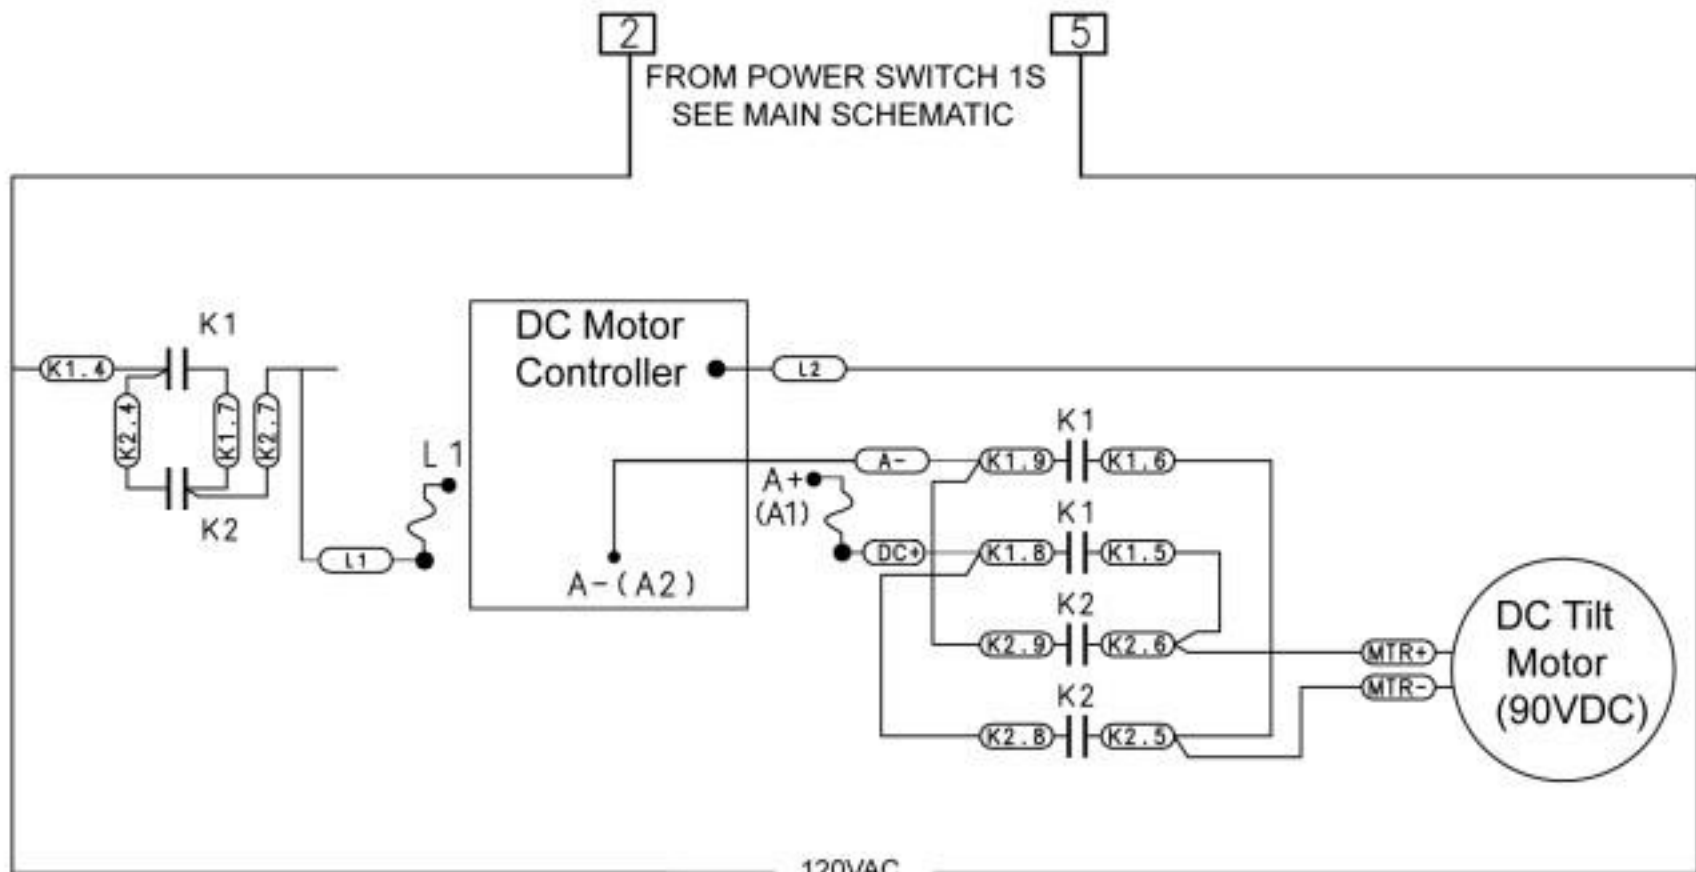 2
5
FROM POWER SWITCH 1S
SEE MAIN SCHEMATIC
K1
K1.4
K2.4
K1.7
K2.7
K2
L1
L1
DC Motor
Controller
L2
A-
A+
(A1)
DC+
A-(A2)
K1
K1.9
K1.6
K1
K1.8
K1.5
K2
K2.9
K2.6
K2
K2.8
K2.5
MTR+
MTR-
DC Tilt
Motor
(90VDC)
120VAC